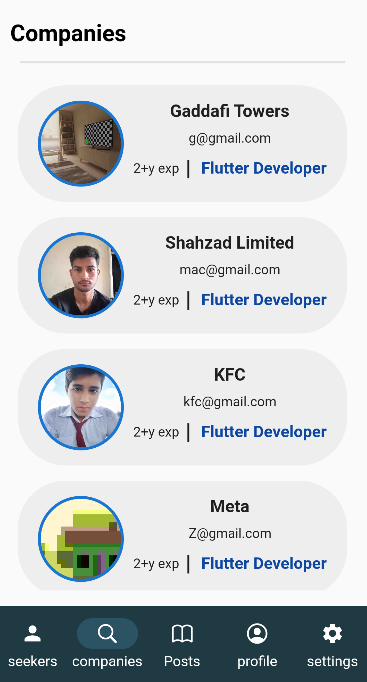 Companies
Gaddafi Towers
g@gmail.com
2+y exp | Flutter Developer
Shahzad Limited
mac@gmail.com
2+y exp | Flutter Developer
KFC
kfc@gmail.com
2+y exp | Flutter Developer
Meta
Z@gmail.com
2+y exp | Flutter Developer
seekers companies Posts profile settings